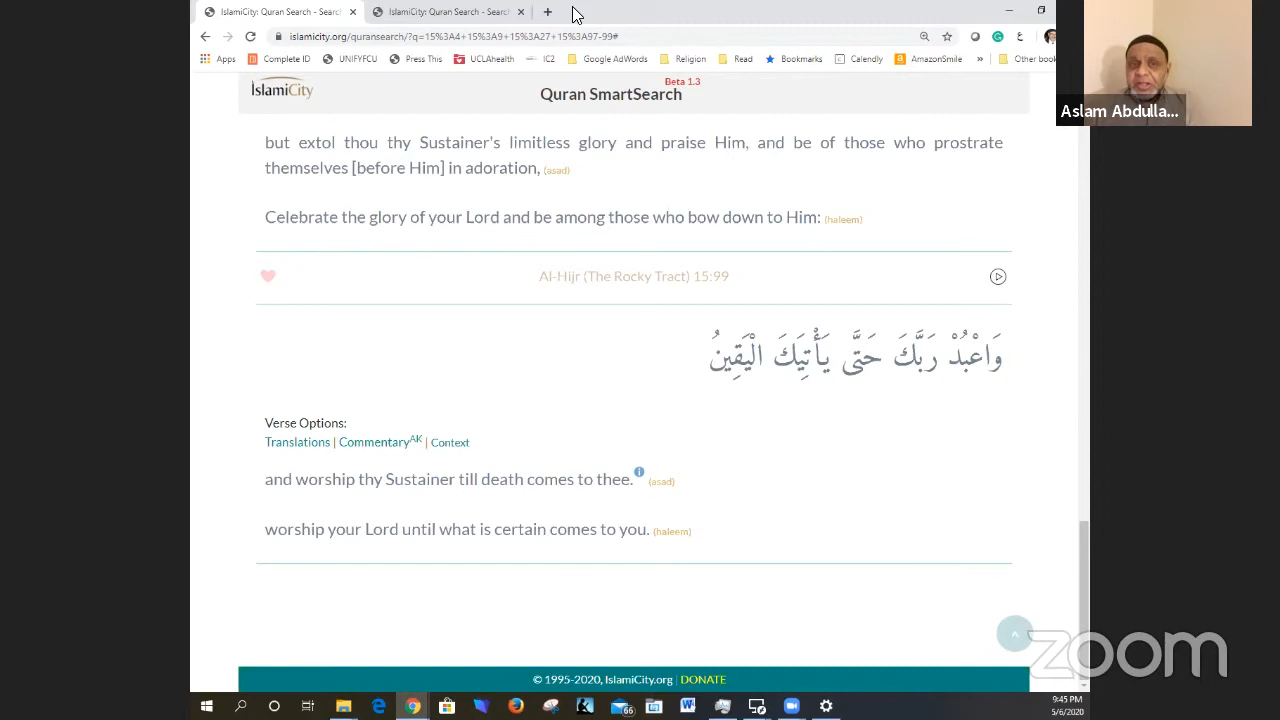 IslamiCity: Quran Search - Search
IslamiCity: Quran Search - Search
islamicity.org/quransearch/?q=15%3A4+15%3A9+15%3A27+15%3A97-99#
Apps Complete ID UNIFYFCU Press This UCLAhealth IC2 Google AdWords Religion Read Bookmarks Calendly AmazonSmile Other book
IslamiCity
Beta 1.3
Quran SmartSearch
Aslam Abdulla...
but extol thou thy Sustainer's limitless glory and praise Him, and be of those who prostrate
themselves [before Him] in adoration, (asad)
Celebrate the glory of your Lord and be among those who bow down to Him: (haleem)
Al-Hijr (The Rocky Tract) 15:99
وَاعْبُدْ رَبَّكَ حَتَّى يَأْتِيَكَ الْيَقِينُ
Verse Options:
Translations | Commentary AK | Context
and worship thy Sustainer till death comes to thee. (asad)
worship your Lord until what is certain comes to you. (haleem)
zoom
© 1995-2020, IslamiCity.org | DONATE
66
9:45 PM
5/6/2020